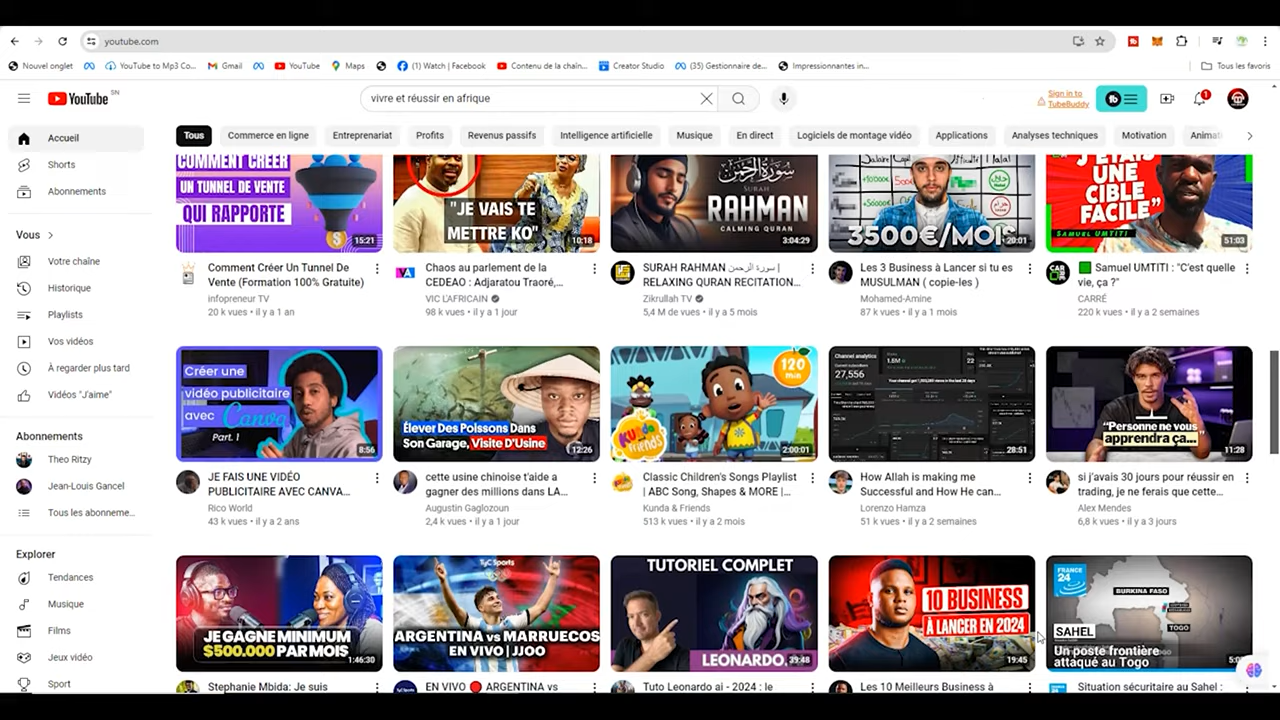 youtube.com
Nouvel onglet
YouTube to Mp3 Co...
Gmail
YouTube
Maps
(1) Watch | Facebook
Contenu de la chaîn...
Creator Studio
(35) Gestionnaire de...
Impressionnantes in...
Tous les favoris
YouTube SN
vivre et réussir en afrique
Sign in to
TubeBuddy
1
Accueil
Shorts
Abonnements
Vous
Votre chaîne
Historique
Playlists
Vos vidéos
À regarder plus tard
Vidéos "J'aime"
Abonnements
Theo Ritzy
Jean-Louis Gancel
Tous les abonneme...
Explorer
Tendances
Musique
Films
Jeux vidéo
Sport
Tous
Commerce en ligne
Entreprenariat
Profits
Revenus passifs
Intelligence artificielle
Musique
En direct
Logiciels de montage vidéo
Applications
Analyses techniques
Motivation
Animati
COMMENT CRÉER
UN TUNNEL DE VENTE
QUI RAPPORTE
15:21
Comment Créer Un Tunnel De
Vente (Formation 100% Gratuite)
infopreneur TV
20 k vues • il y a 1 an
"JE VAIS TE
METTRE KO"
10:18
Chaos au parlement de la
CEDEAO : Adjaratou Traoré,...
VIC L'AFRICAIN
98 k vues • il y a 1 jour
SURAH
RAHMAN
CALMING QURAN
3:04:29
SURAH RAHMAN سورة الرحمن |
RELAXING QURAN RECITATION...
Zikrullah TV
5,4 M de vues • il y a 5 mois
3500€/MOIS
20:01
Les 3 Business à Lancer si tu es
MUSULMAN ( copie-les )
Mohamed-Amine
87 k vues • il y a 1 mois
J'ÉTAIS
UNE
CIBLE
FACILE"
SAMUEL UMTITI
51:03
Samuel UMTITI : "C'est quelle
vie, ça ?"
CARRÉ
220 k vues • il y a 2 semaines
Créer une
vidéo publicitaire
avec Canva
Part. 1
8:56
JE FAIS UNE VIDÉO
PUBLICITAIRE AVEC CANVA...
Rico World
43 k vues • il y a 2 ans
Élever Des Poissons Dans
Son Garage, Visite D'Usine
12:26
cette usine chinoise t'aide a
gagner des millions dans LA...
Augustin Gaglozoun
2,4 k vues • il y a 1 jour
120
min
Kunda
& friends
2:00:01
Classic Children's Songs Playlist
| ABC Song, Shapes & MORE |...
Kunda & Friends
513 k vues • il y a 2 mois
Channel analytics
27,556
1.8M
28:51
How Allah is making me
Successful and How He can...
Lorenzo Hamza
51 k vues • il y a 2 semaines
"Personne ne vous
apprendra ça..."
11:28
si j'avais 30 jours pour réussir en
trading, je ne ferais que cette...
Alex Mendes
6,8 k vues • il y a 3 jours
JE GAGNE MINIMUM
$500.000 PAR MOIS
1:46:30
Stephanie Mbida: Je suis
TyC Sports
ARGENTINA vs MARRUECOS
EN VIVO | JJOO
EN VIVO 🔴 ARGENTINA vs
TUTORIEL COMPLET
LEONARDO.
39:48
Tuto Leonardo ai - 2024 : le
10 BUSINESS
À LANCER EN 2024
19:45
Les 10 Meilleurs Business à
FRANCE
24
BURKINA FASO
TOGO
SAHEL
Un poste frontière
attaqué au Togo
Situation sécuritaire au Sahel :